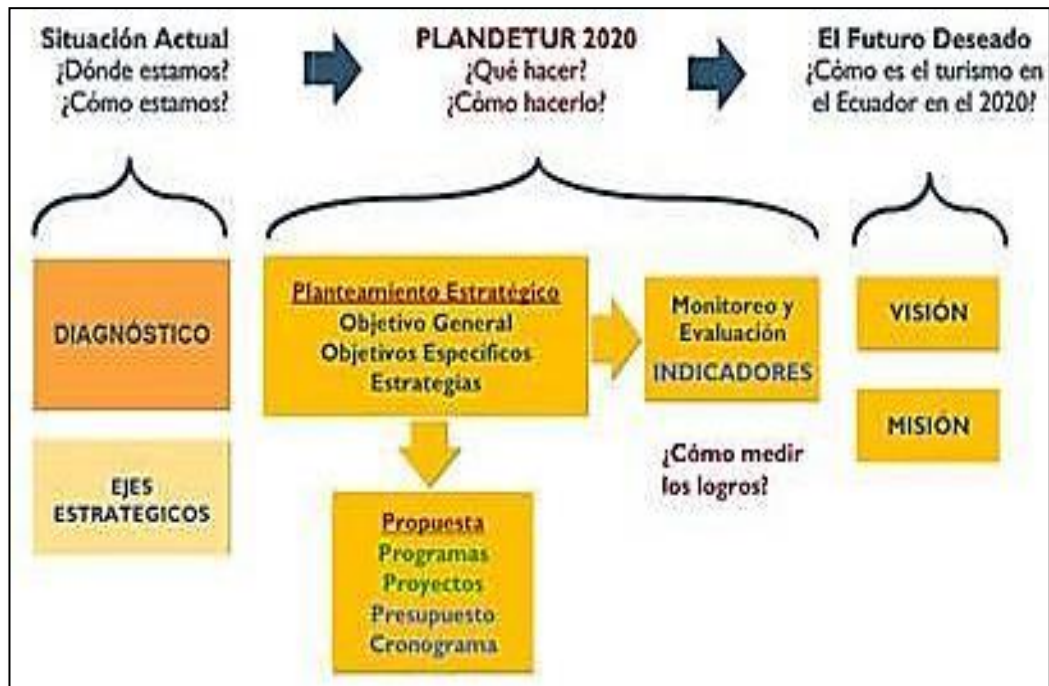 Situación Actual
¿Dónde estamos?
¿Cómo estamos?
PLANDETUR 2020
¿Qué hacer?
¿Cómo hacerlo?
El Futuro Deseado
¿Cómo es el turismo en
el Ecuador en el 2020?
DIAGNÓSTICO
EJES
ESTRATEGICOS
Planteamiento Estratégico
Objetivo General
Objetivos Específicos
Estrategias
Propuesta
Programas
Proyectos
Presupuesto
Cronograma
Monitoreo y
Evaluación
INDICADORES
¿Cómo medir
los logros?
VISIÓN
MISIÓN